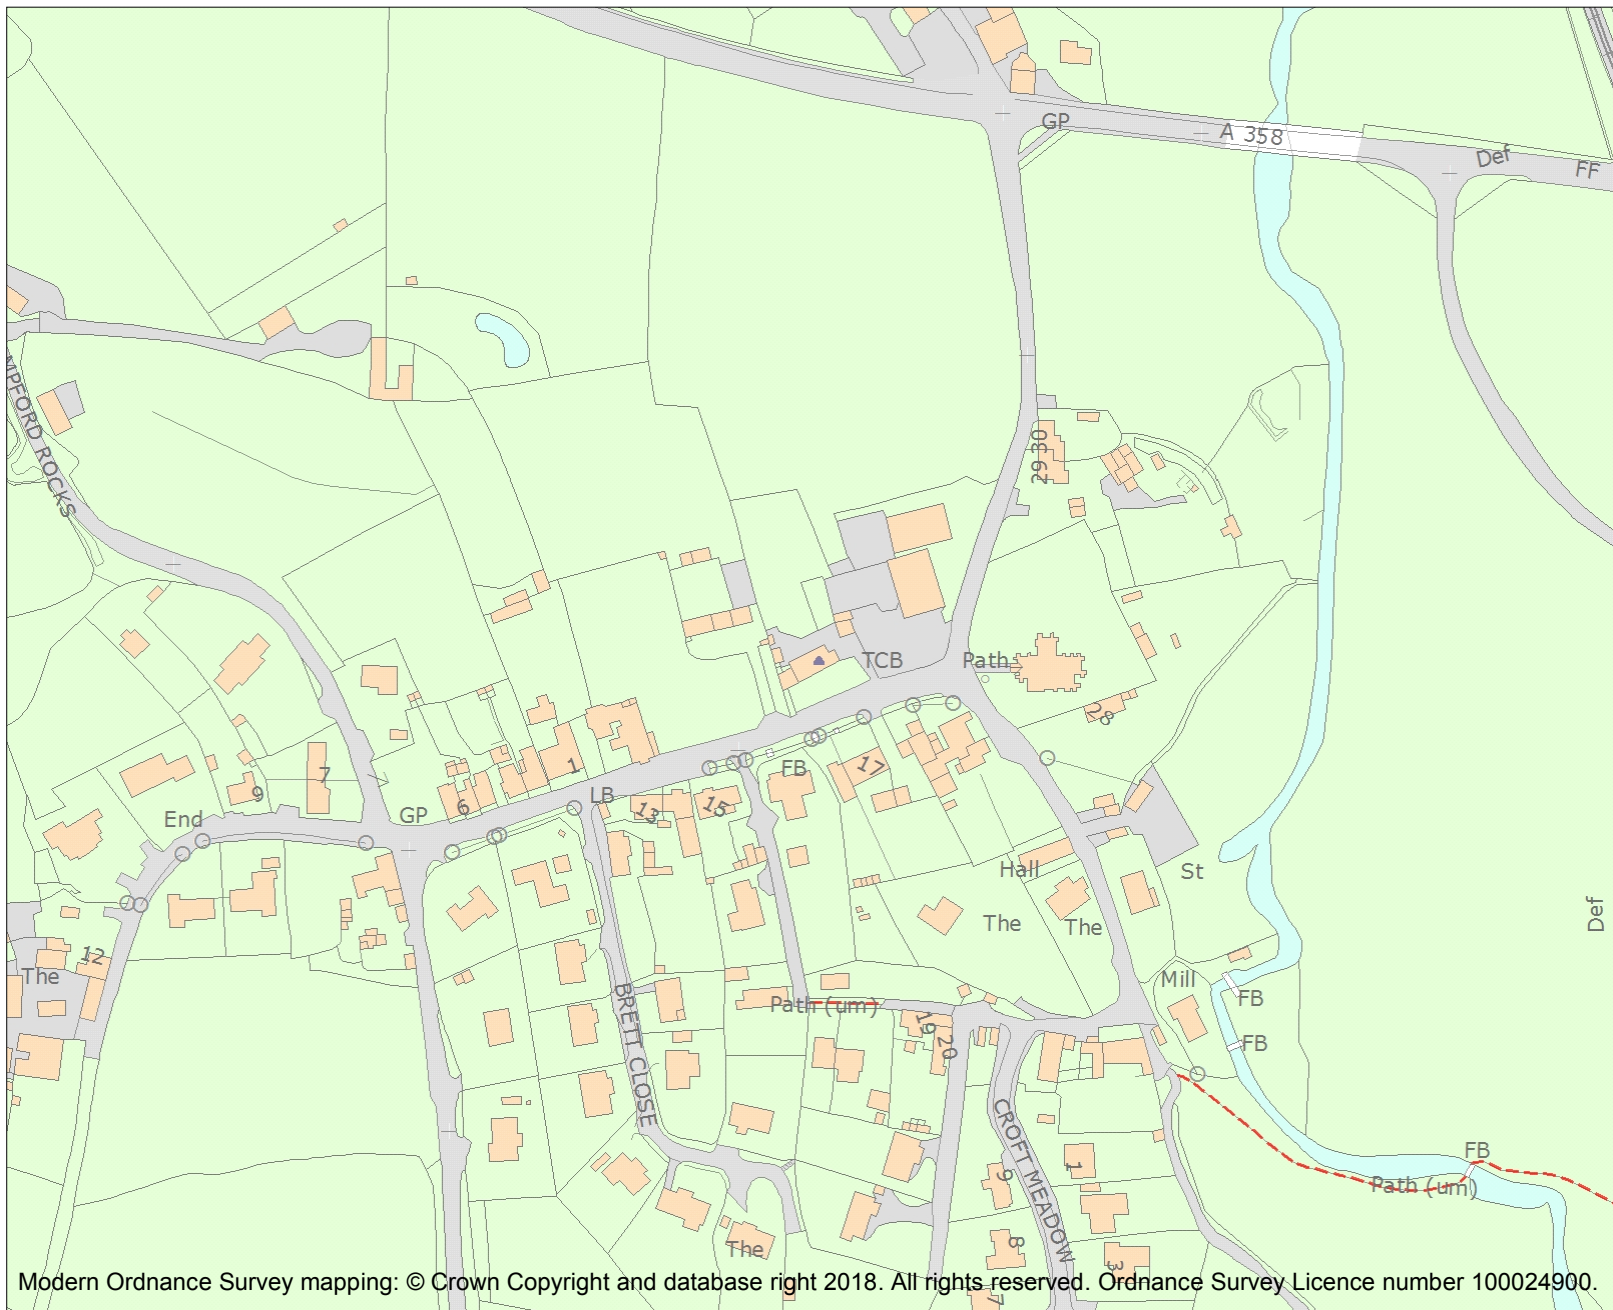 GP
A 358
Def
FF
MPFORD ROCKS
29 30
TCB
Path
28
FB
17
1
LB
13
15
7
9
6
GP
End
Hall
St
The
The
Def
12
The
Mill
FB
Path (um)
BRETT CLOSE
19
20
FB
CROFT MEADOW
1
9
FB
Path (um)
The
8
3
7
Modern Ordnance Survey mapping: © Crown Copyright and database right 2018. All rights reserved. Ordnance Survey Licence number 100024900.